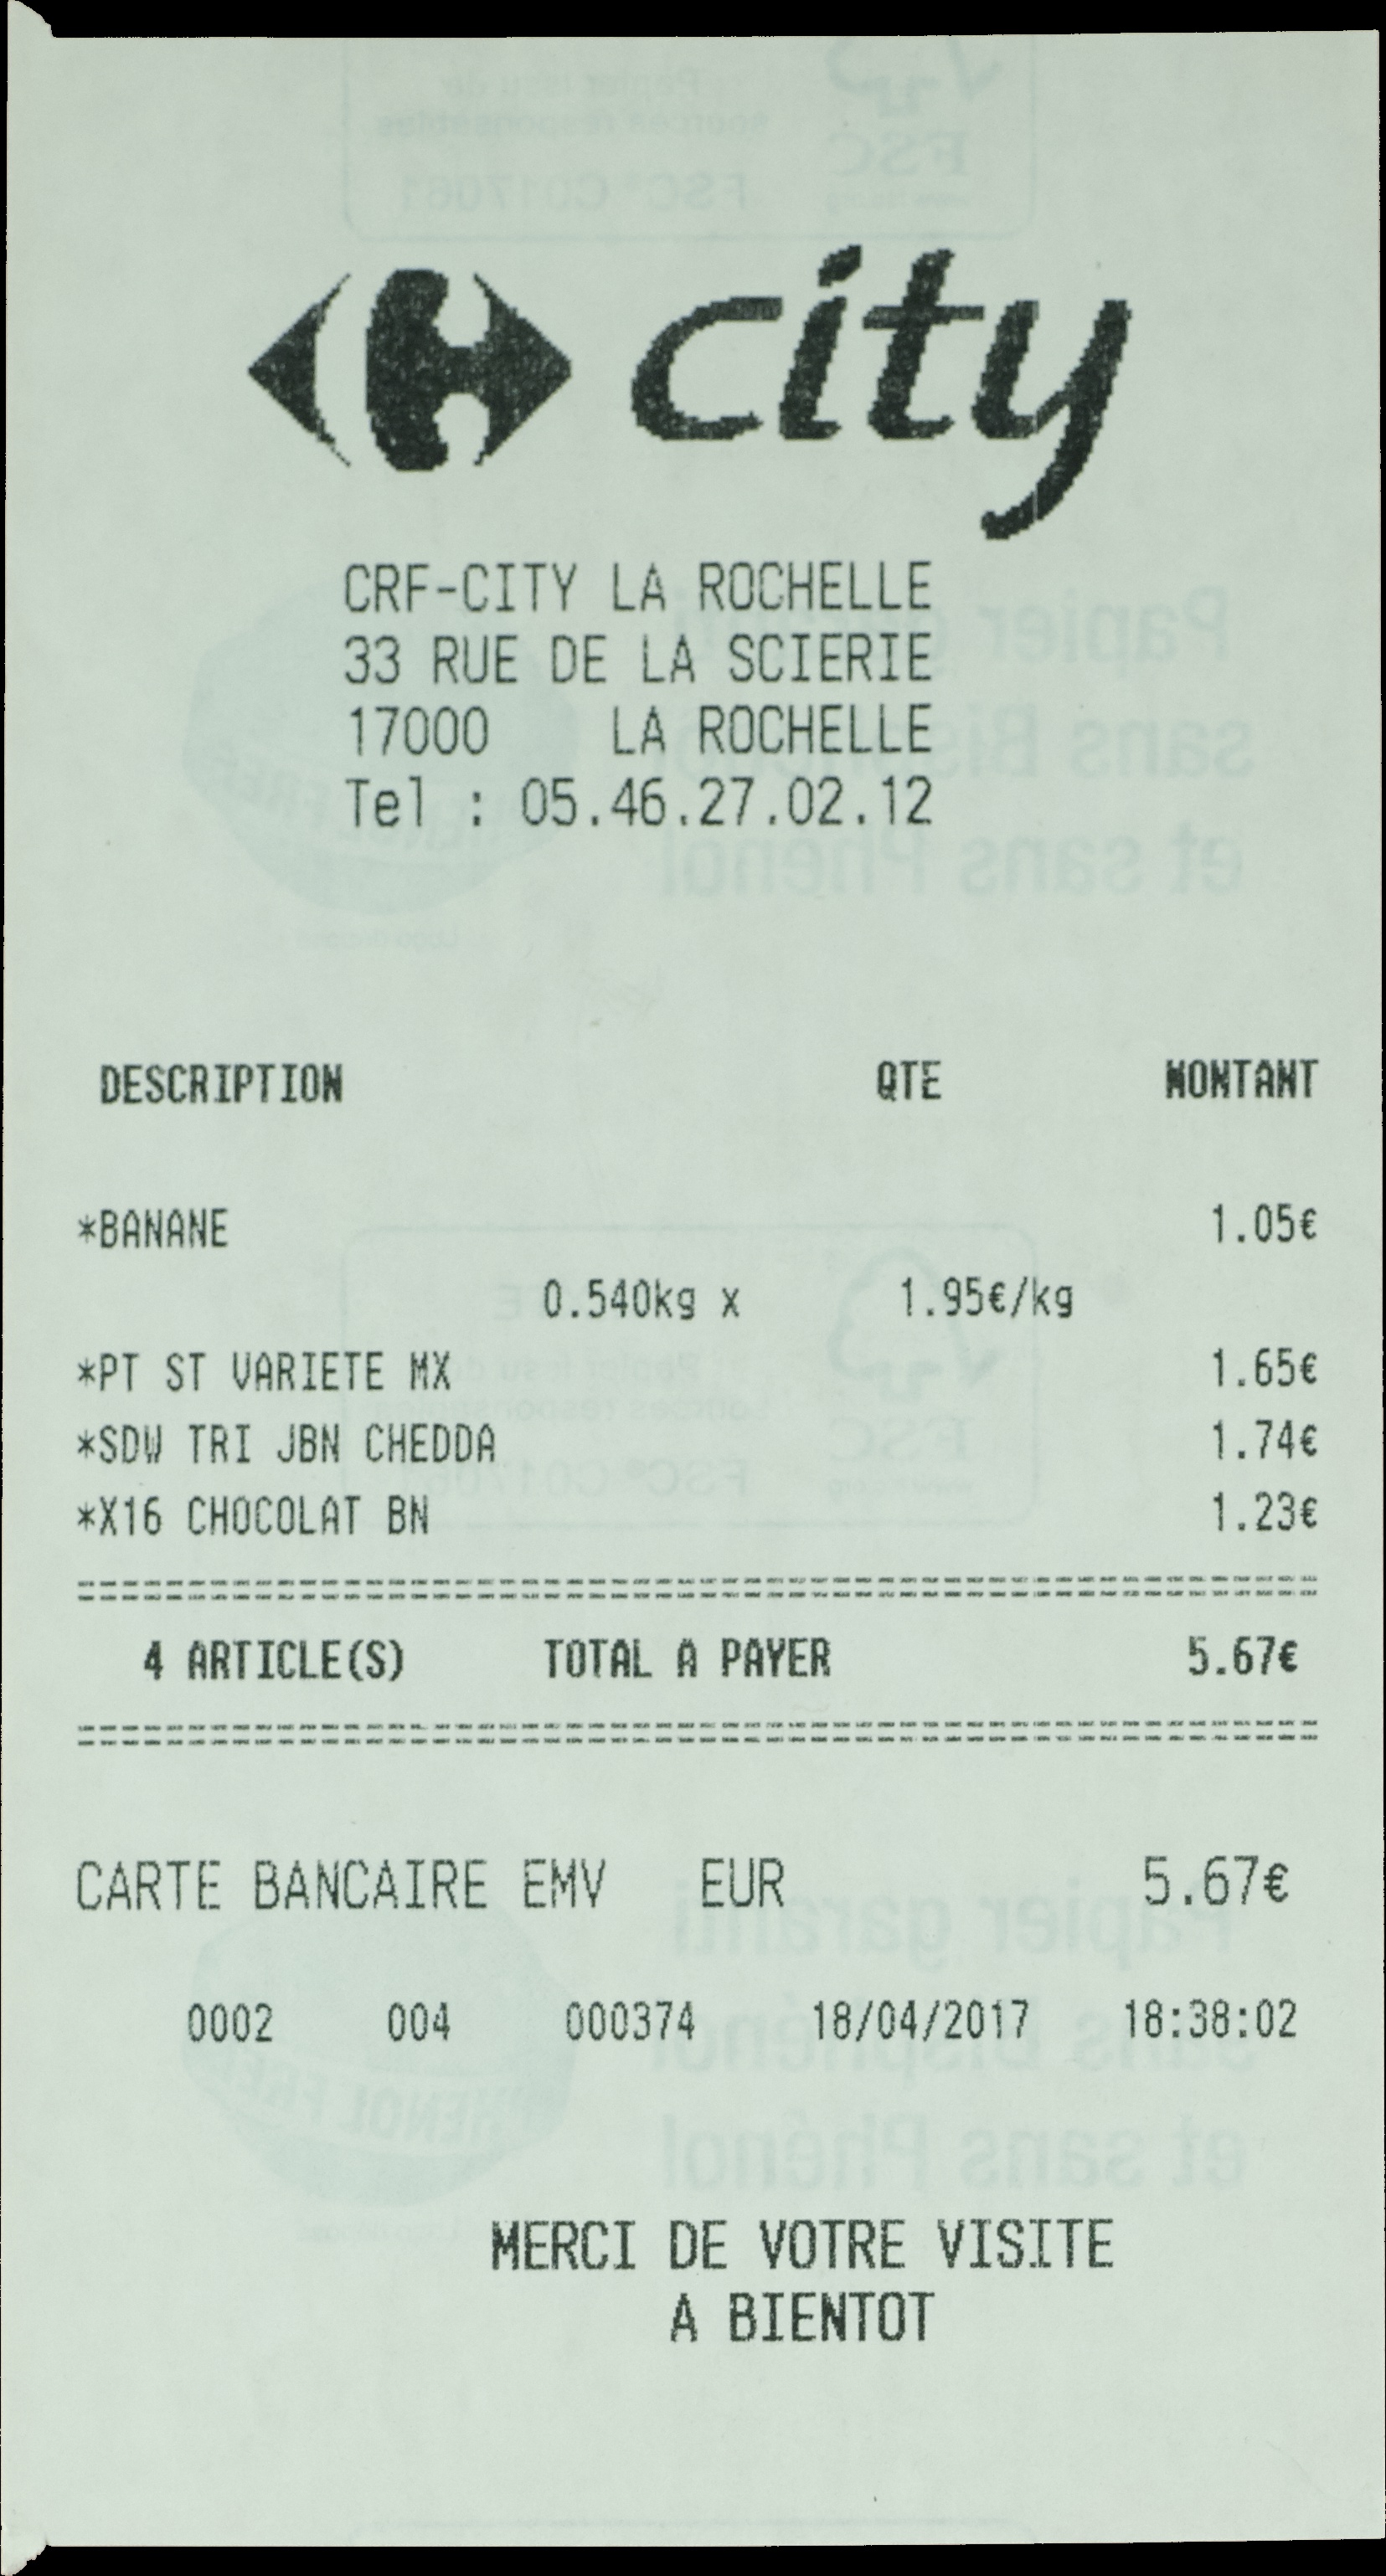 city
CRF-CITY LA ROCHELLE
33 RUE DE LA SCIERIE
17000 LA ROCHELLE
Tel : 05.46.27.02.12
DESCRIPTION QTE MONTANT
*BANANE 1.05€
0.540kg x 1.95€/kg
*PT ST VARIETE MX 1.65€
*SDW TRI JBN CHEDDA 1.74€
*X16 CHOCOLAT BN 1.23€
4 ARTICLE(S) TOTAL A PAYER 5.67€
CARTE BANCAIRE EMV EUR 5.67€
0002 004 000374 18/04/2017 18:38:02
MERCI DE VOTRE VISITE
A BIENTOT